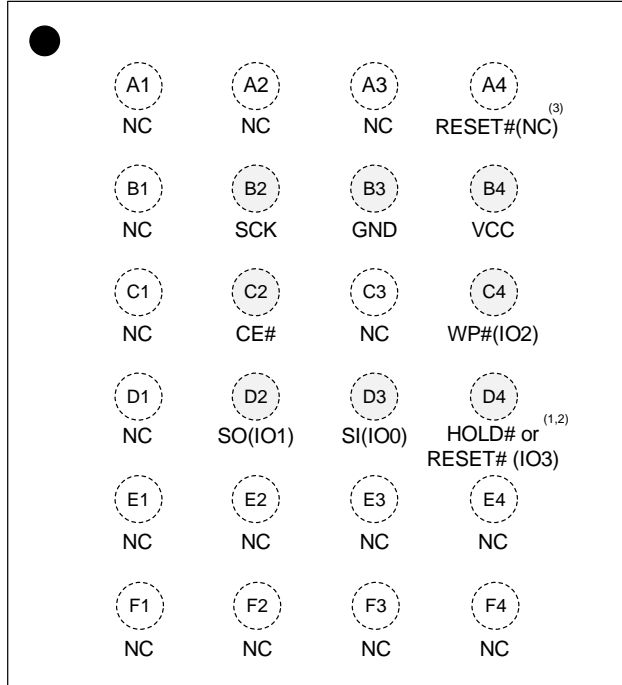 A1 A2 A3 A4
NC NC NC RESET#(NC)(3)
B1 B2 B3 B4
NC SCK GND VCC
C1 C2 C3 C4
NC CE# NC WP#(IO2)
D1 D2 D3 D4
NC SO(IO1) SI(IO0) HOLD# or (1,2)
RESET# (IO3)
E1 E2 E3 E4
NC NC NC NC
F1 F2 F3 F4
NC NC NC NC